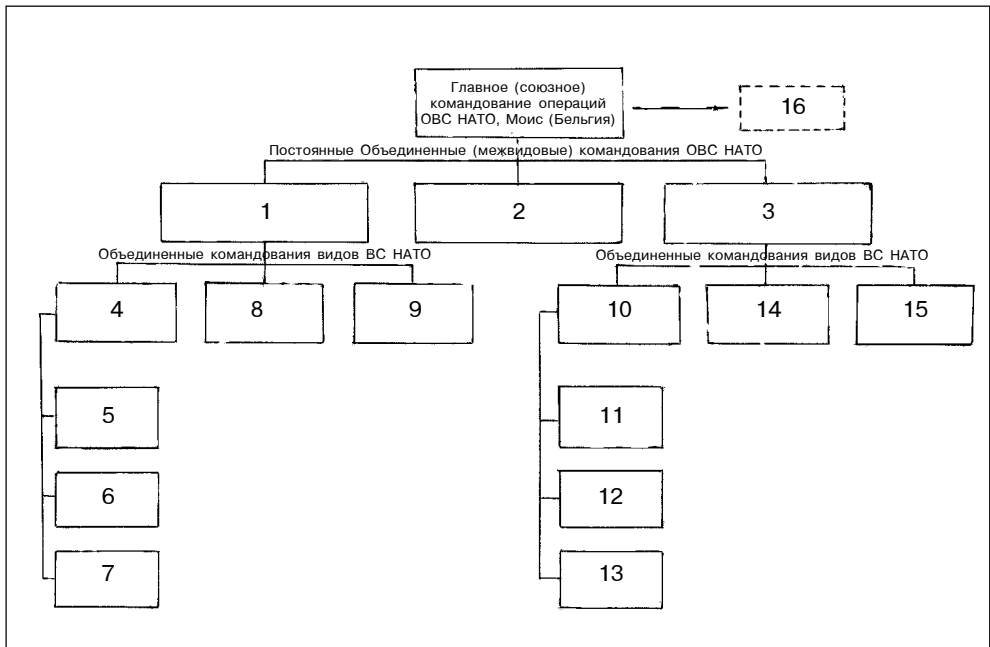 Главное (союзное)
командование операций
ОВС НАТО, Моис (Бельгия)
16
Постоянные Объединенные (межвидовые) командования ОВС НАТО
1
2
3
Объединенные командования видов ВС НАТО
Объединенные командования видов ВС НАТО
4
8
9
10
14
15
5
11
6
12
7
13